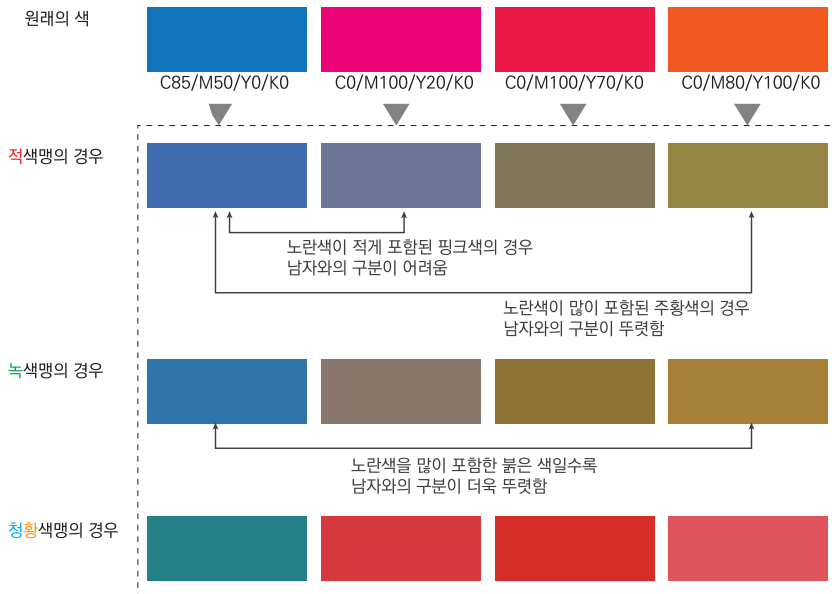 원래의 색
C85/M50/Y0/K0
C0/M100/Y20/K0
C0/M100/Y70/K0
C0/M80/Y100/K0
적색맹의 경우
노란색이 적게 포함된 핑크색의 경우
남자와의 구분이 어려움
노란색이 많이 포함된 주황색의 경우
남자와의 구분이 뚜렷함
녹색맹의 경우
노란색을 많이 포함한 붉은 색일수록
남자와의 구분이 더욱 뚜렷함
청황색맹의 경우